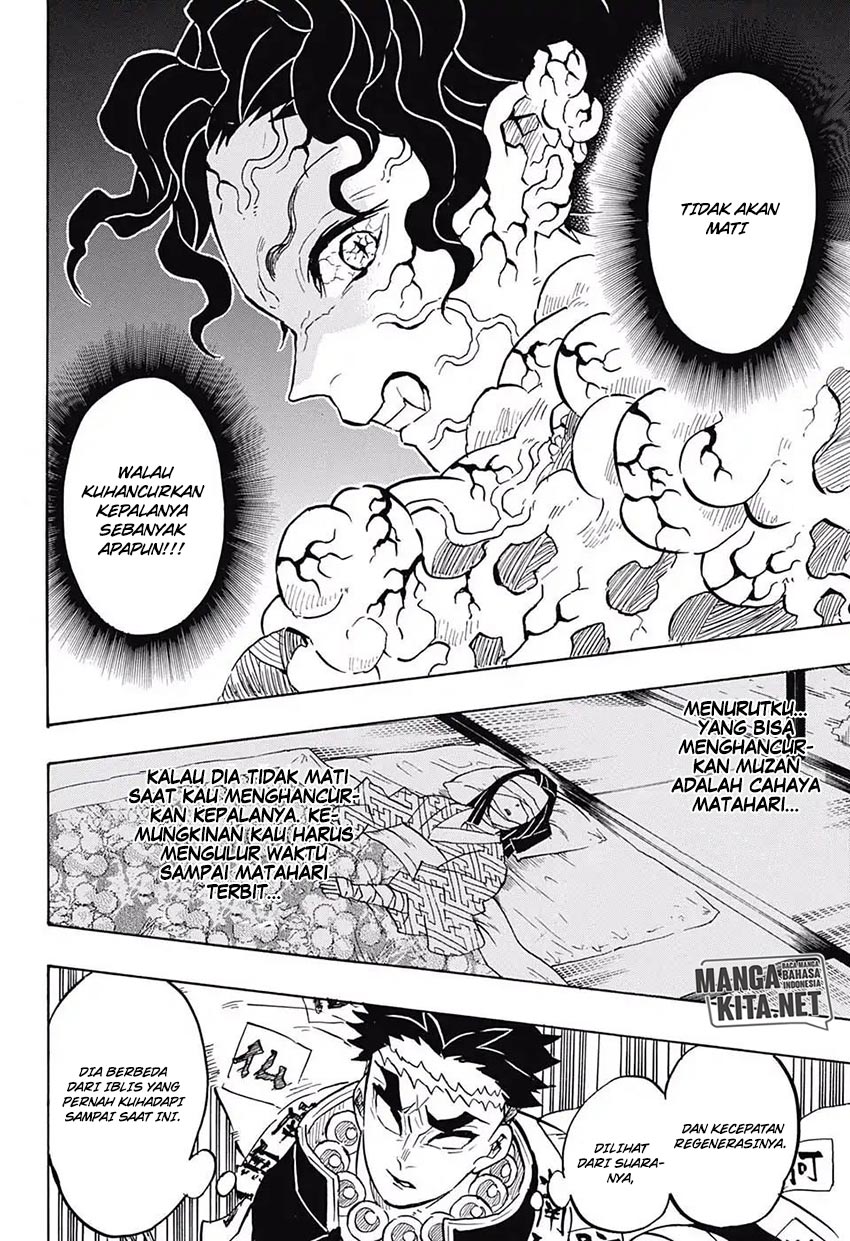 TIDAK AKAN
MATI
WALAU
KUHANCURKAN
KEPALANYA
SEBANYAK
APAPUN!!!
MENURUTKU...
YANG BISA
MENGHANCUR-
KAN MUZAN
ADALAH CAHAYA
MATAHARI...
KALAU DIA TIDAK MATI
SAAT KAU MENGHANCUR-
KAN KEPALANYA. KE-
MUNGKINAN KAU HARUS
MENGULUR WAKTU
SAMPAI MATAHARI
TERBIT...
MANGA
KITA.NET
BACA MANGA
BAHASA
INDONESIA
DAN KECEPATAN
REGENERASINYA.
DILIHAT
DARI SUARA-
NYA,
DIA BERBEDA
DARI IBLIS YANG
PERNAH KUHADAPI
SAMPAI SAAT INI.